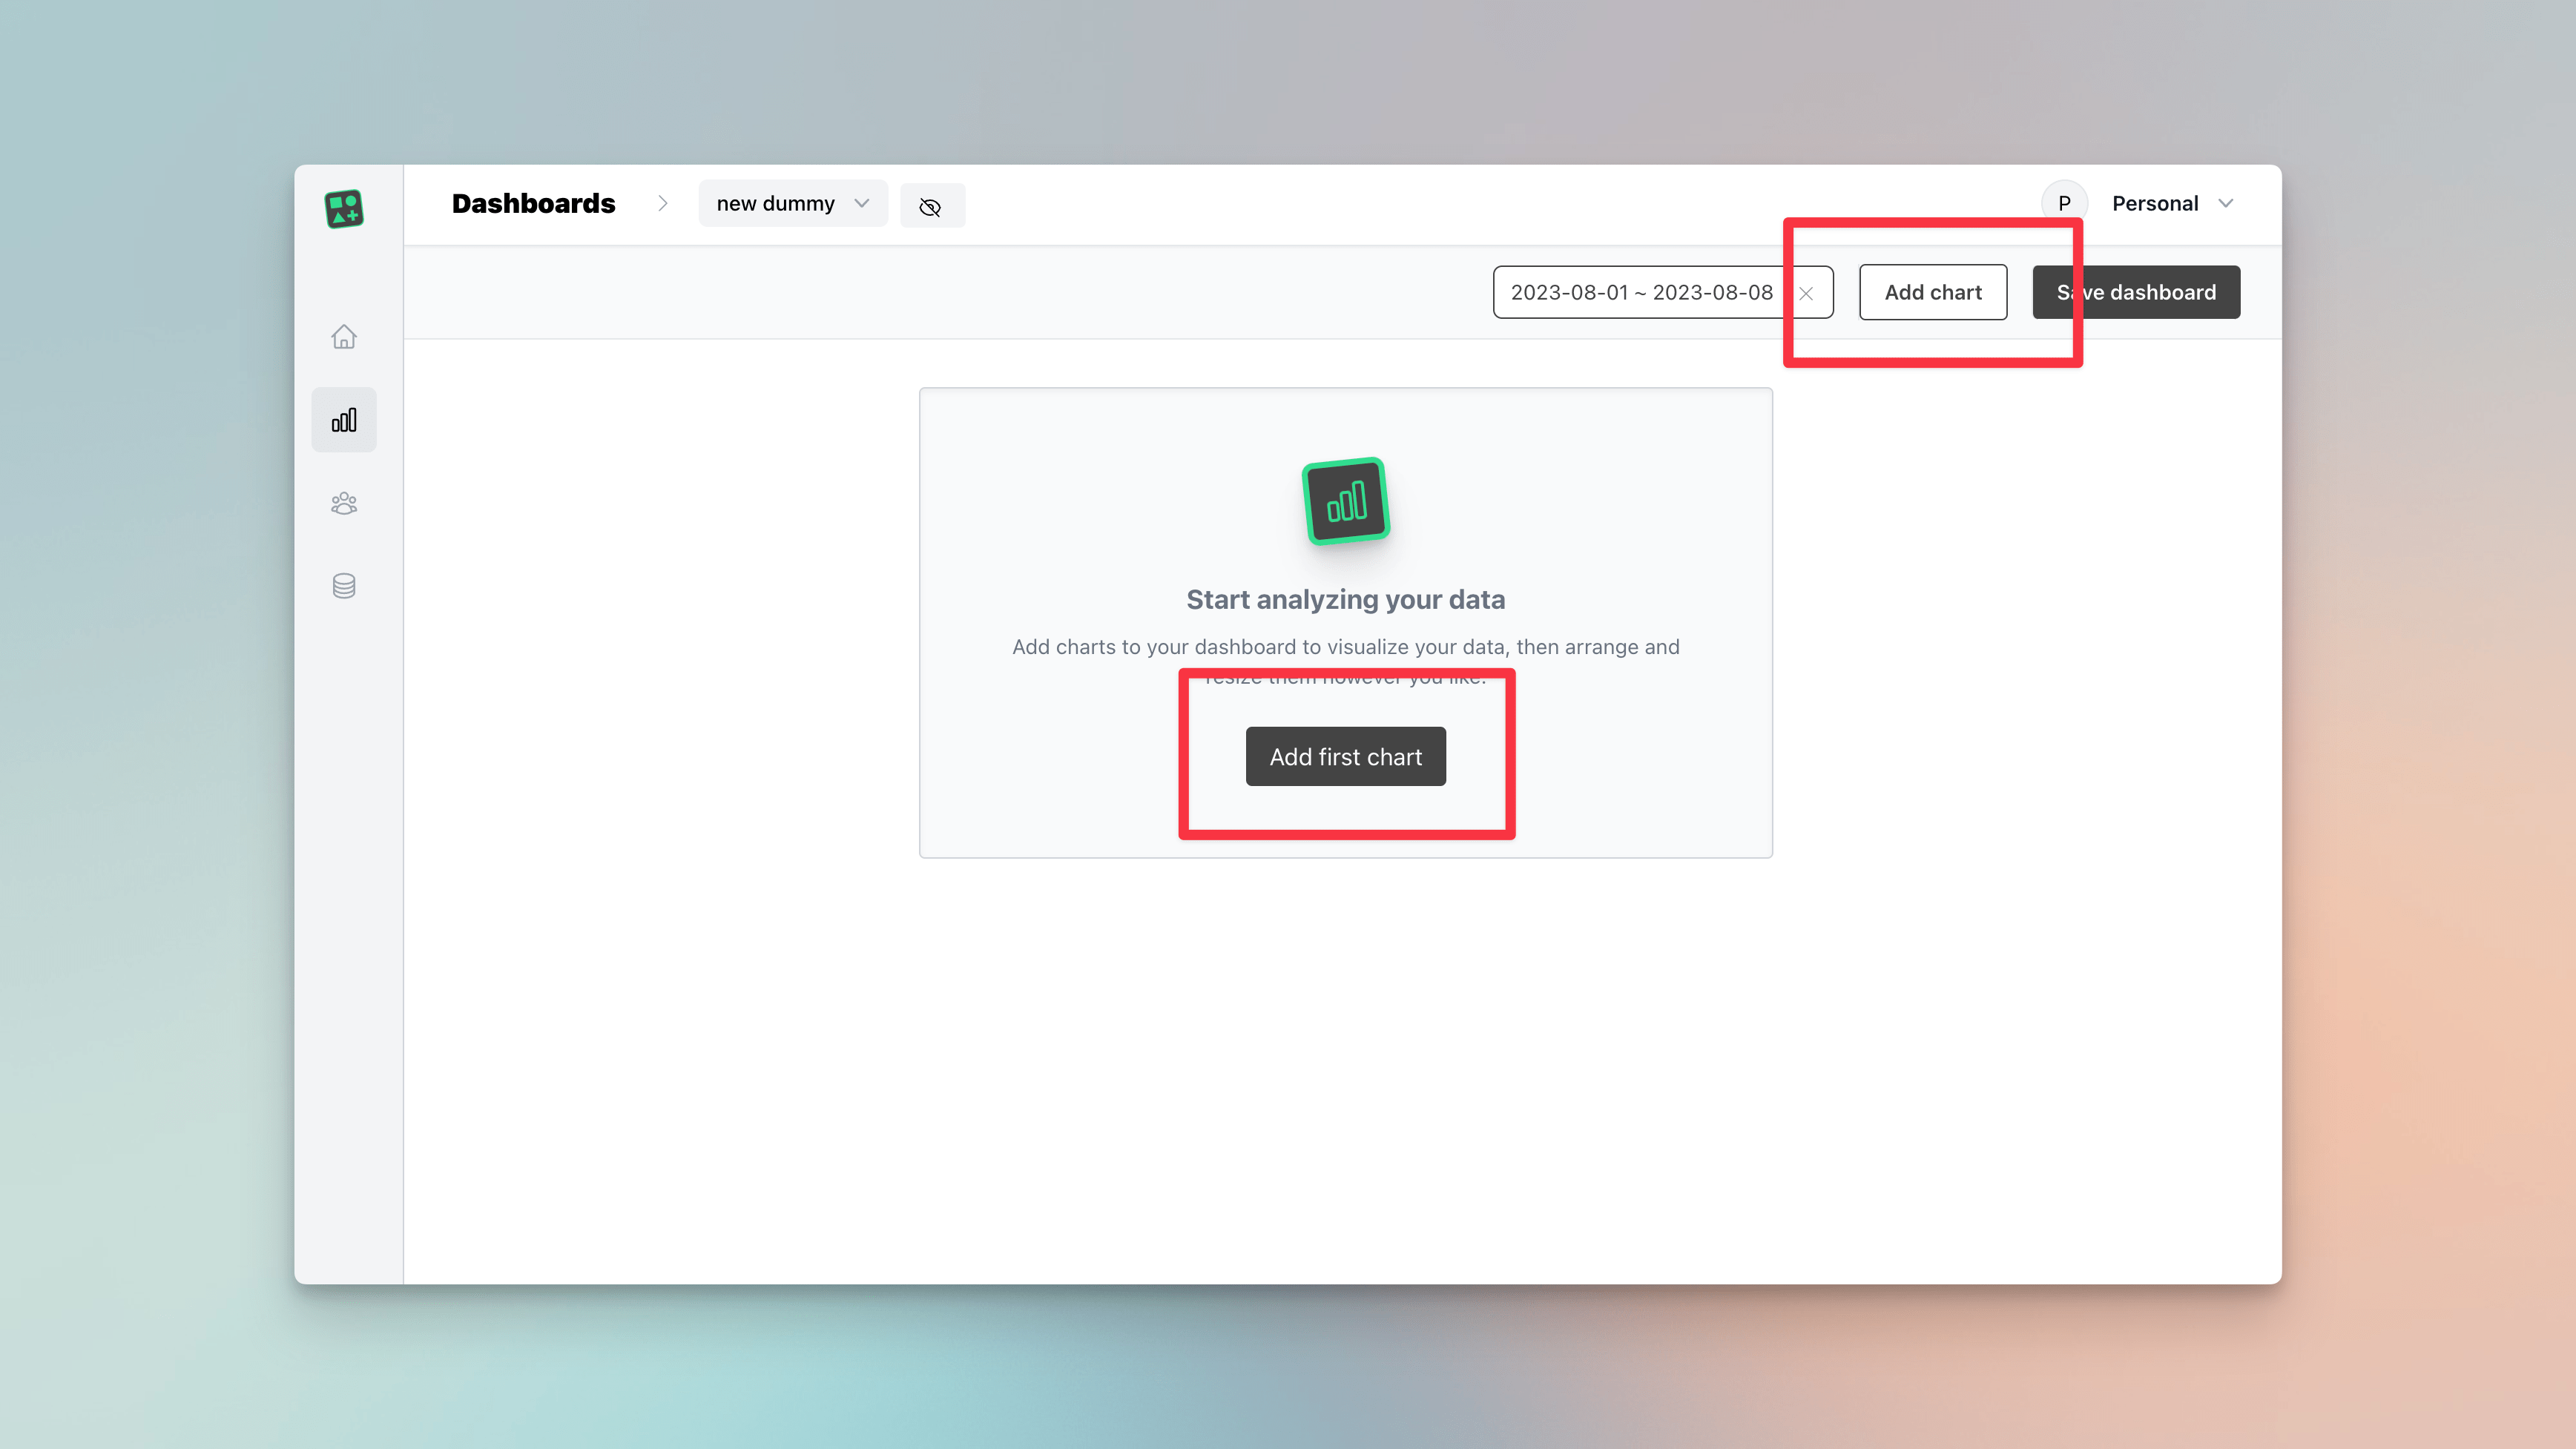 Dashboards
new dummy
P
Personal
2023-08-01 ~ 2023-08-08
Add chart
Save dashboard
Start analyzing your data
Add charts to your dashboard to visualize your data, then arrange and
resize them however you like.
Add first chart